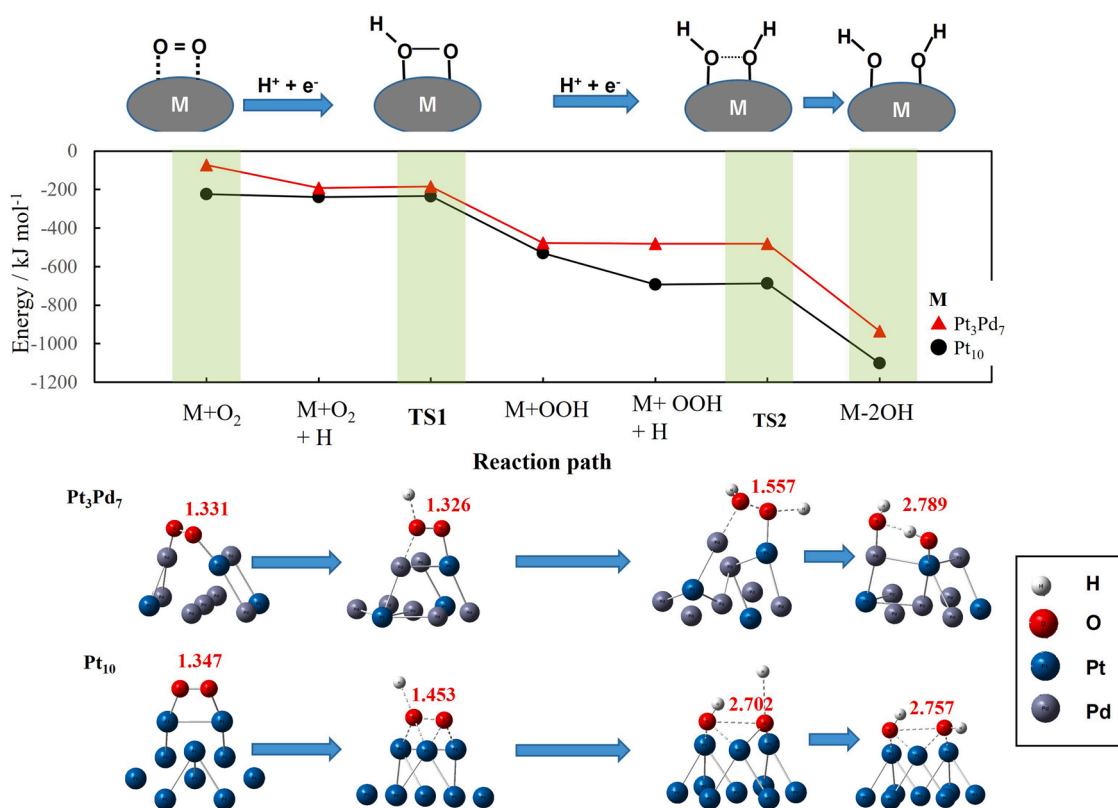 H
H
H
H
H
O = O
O
O
O
O
O
O
H⁺ + e⁻
H⁺ + e⁻
M
M
M
M
0
-200
-400
-600
-800
-1000
-1200
Energy / kJ mol⁻¹
M
Pt₃Pd₇
Pt₁₀
M+O₂
M+O₂
+ H
TS1
M+OOH
M+ OOH
+ H
TS2
M-2OH
Reaction path
Pt₃Pd₇
1.331
1.326
1.557
2.789
Pt₁₀
1.347
1.453
2.702
2.757
H
O
Pt
Pd